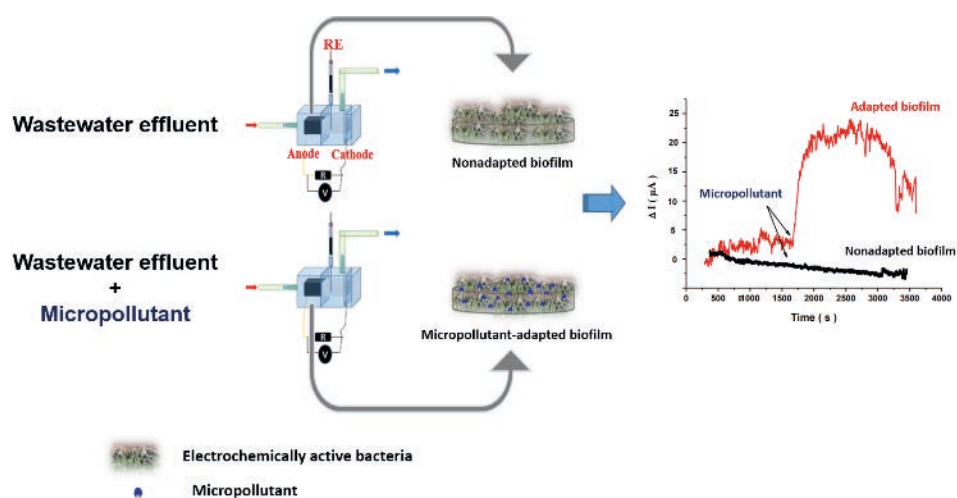 RE
Wastewater effluent
Anode
Cathode
R
V
Nonadapted biofilm
Wastewater effluent
+
Micropollutant
R
V
Micropollutant-adapted biofilm
Electrochemically active bacteria
Micropollutant
Adapted biofilm
Micropollutant
Nonadapted biofilm
Δ I ( µA )
25
20
15
10
5
0
0 500 1000 1500 2000 2500 3000 3500 4000
Time ( s )